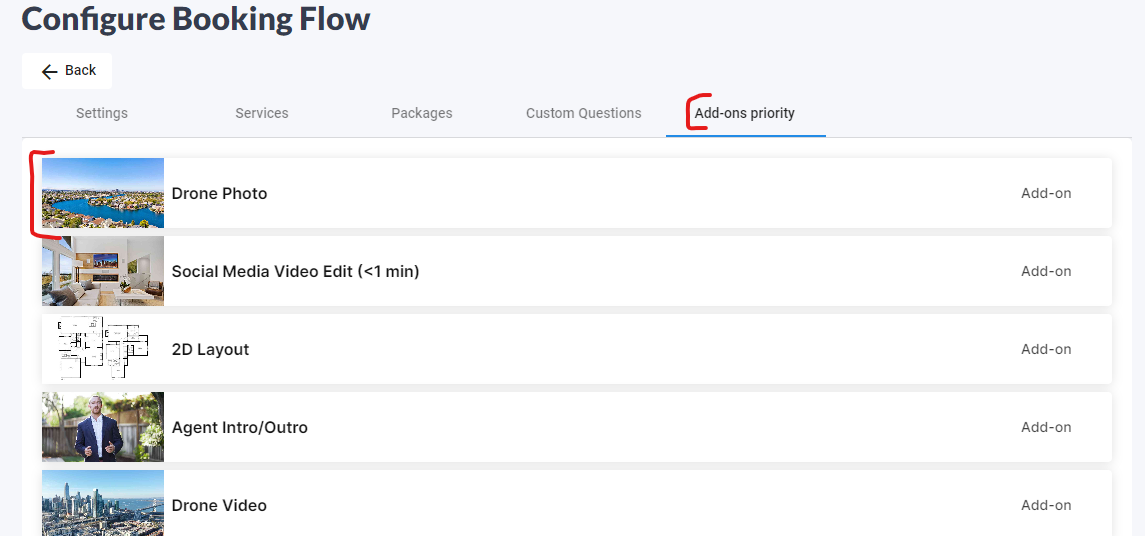 Configure Booking Flow
Back
Settings Services Packages Custom Questions Add-ons priority
Drone Photo Add-on
Social Media Video Edit (<1 min) Add-on
2D Layout Add-on
Agent Intro/Outro Add-on
Drone Video Add-on